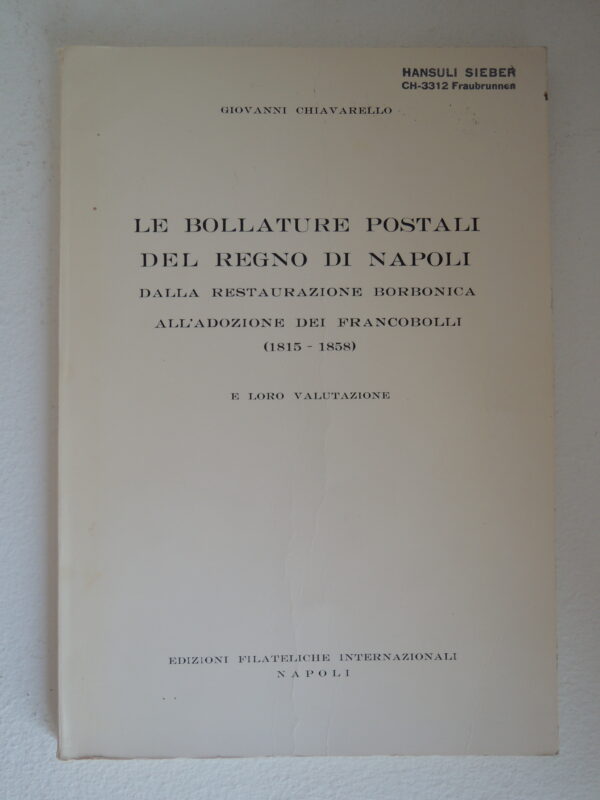 HANSULI SIEBER
CH-3312 Fraubrunnen
GIOVANNI CHIAVARELLO
LE BOLLATURE POSTALI
DEL REGNO DI NAPOLI
DALLA RESTAURAZIONE BORBONICA
ALL'ADOZIONE DEI FRANCOBOLLI
(1815 - 1858)
E LORO VALUTAZIONE
EDIZIONI FILATELICHE INTERNAZIONALI
NAPOLI